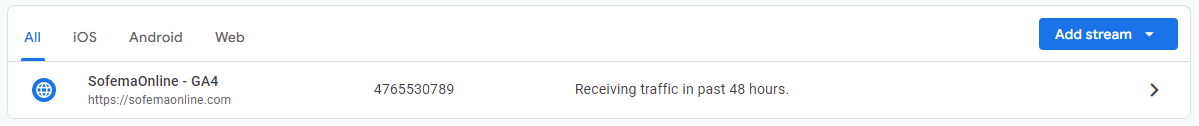 All iOS Android Web Add stream
SofemaOnline - GA4
https://sofemaonline.com
4765530789
Receiving traffic in past 48 hours.